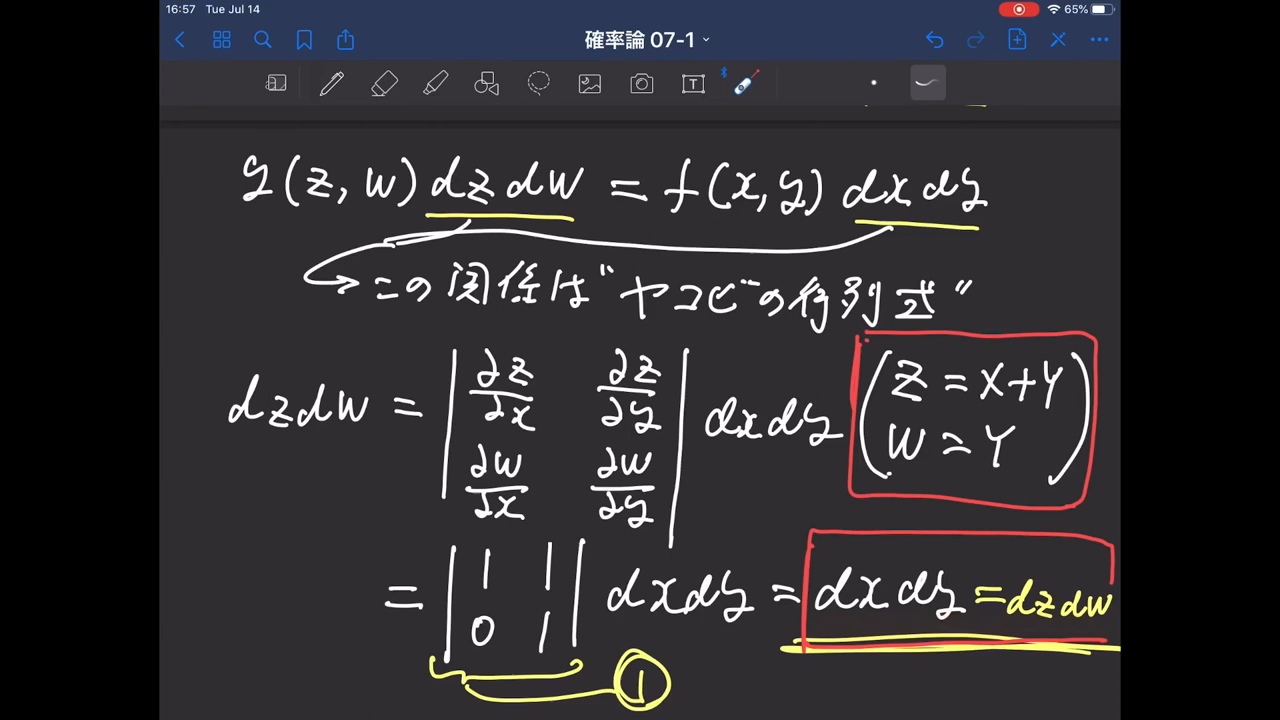 16:57 Tue Jul 14 65%
確率論 07-1
T
g(z, w) dz dw = f(x, y) dx dy
→ この関係は“ヤコビの行列式”
dz dw = | ∂z/∂x ∂z/∂y | dx dy ( Z = X+Y
| ∂w/∂x ∂w/∂y | W = Y )
= | 1 1 | dx dy = dx dy = dz dw
| 0 1 |
①